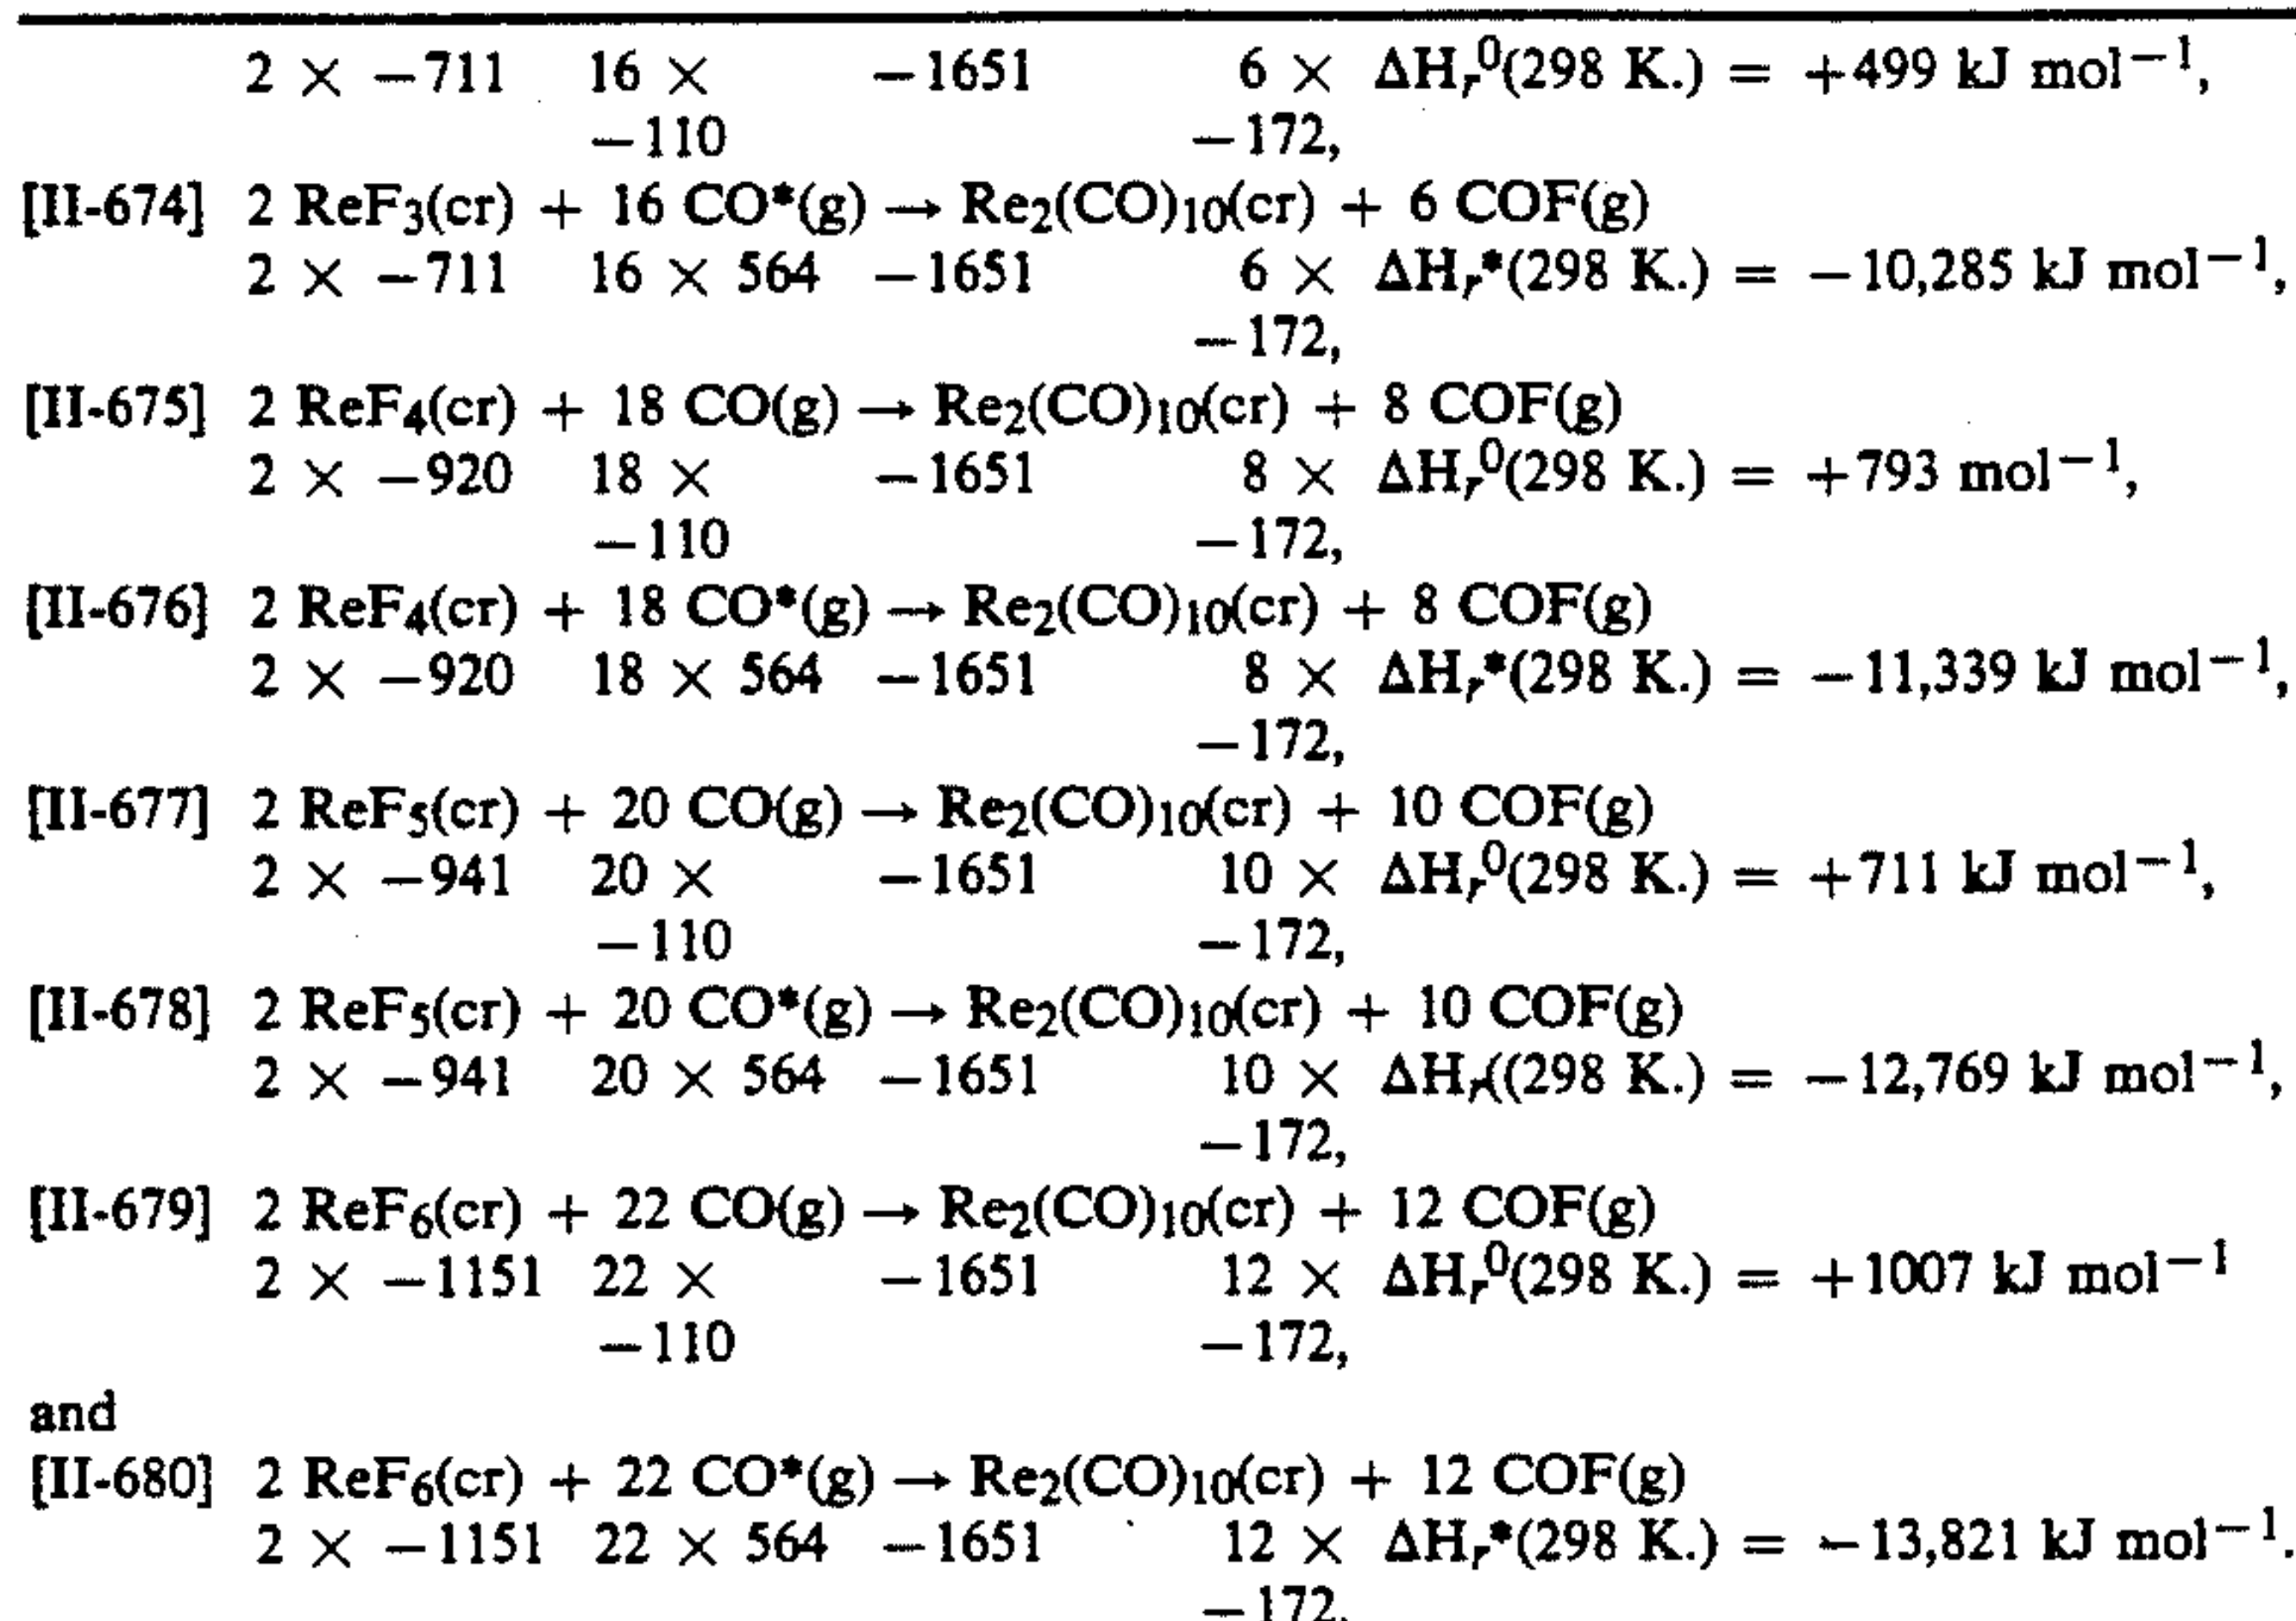 2 × −711 16 × −1651 6 × ΔHᵣ⁰(298 K.) = +499 kJ mol⁻¹,
−110 −172,
[II-674] 2 ReF₃(cr) + 16 CO*(g) → Re₂(CO)₁₀(cr) + 6 COF(g)
2 × −711 16 × 564 −1651 6 × ΔHᵣ*(298 K.) = −10,285 kJ mol⁻¹,
−172,
[II-675] 2 ReF₄(cr) + 18 CO(g) → Re₂(CO)₁₀(cr) + 8 COF(g)
2 × −920 18 × −1651 8 × ΔHᵣ⁰(298 K.) = +793 mol⁻¹,
−110 −172,
[II-676] 2 ReF₄(cr) + 18 CO*(g) → Re₂(CO)₁₀(cr) + 8 COF(g)
2 × −920 18 × 564 −1651 8 × ΔHᵣ*(298 K.) = −11,339 kJ mol⁻¹,
−172,
[II-677] 2 ReF₅(cr) + 20 CO(g) → Re₂(CO)₁₀(cr) + 10 COF(g)
2 × −941 20 × −1651 10 × ΔHᵣ⁰(298 K.) = +711 kJ mol⁻¹,
−110 −172,
[II-678] 2 ReF₅(cr) + 20 CO*(g) → Re₂(CO)₁₀(cr) + 10 COF(g)
2 × −941 20 × 564 −1651 10 × ΔHᵣ((298 K.) = −12,769 kJ mol⁻¹,
−172,
[II-679] 2 ReF₆(cr) + 22 CO(g) → Re₂(CO)₁₀(cr) + 12 COF(g)
2 × −1151 22 × −1651 12 × ΔHᵣ⁰(298 K.) = +1007 kJ mol⁻¹
−110 −172,
and
[II-680] 2 ReF₆(cr) + 22 CO*(g) → Re₂(CO)₁₀(cr) + 12 COF(g)
2 × −1151 22 × 564 −1651 12 × ΔHᵣ*(298 K.) = −13,821 kJ mol⁻¹.
−172,